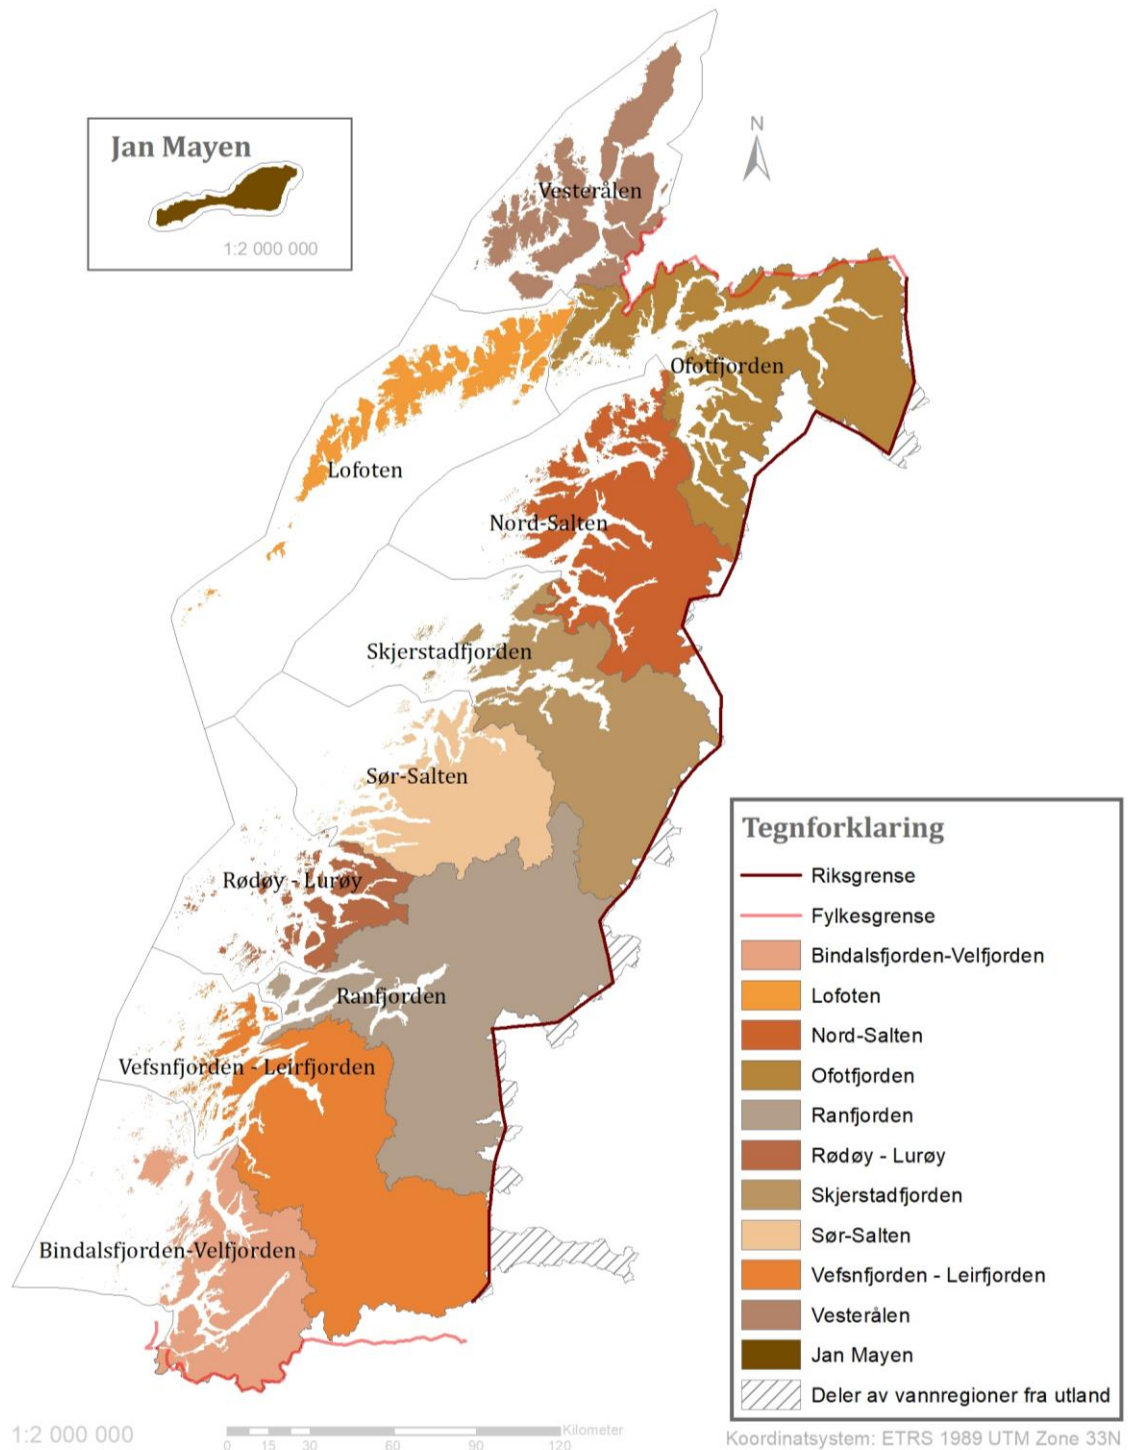 Jan Mayen
1:2 000 000
N
Vesterålen
Ofotfjorden
Lofoten
Nord-Salten
Skjerstadfjorden
Sør-Salten
Rødøy - Lurøy
Ranfjorden
Vefsnfjorden - Leirfjorden
Bindalsfjorden-Velfjorden
Tegnforklaring
Riksgrense
Fylkesgrense
Bindalsfjorden-Velfjorden
Lofoten
Nord-Salten
Ofotfjorden
Ranfjorden
Rødøy - Lurøy
Skjerstadfjorden
Sør-Salten
Vefsnfjorden - Leirfjorden
Vesterålen
Jan Mayen
Deler av vannregioner fra utland
1:2 000 000
Kilometer
0 15 30 60 90 120
Koordinatsystem: ETRS 1989 UTM Zone 33N